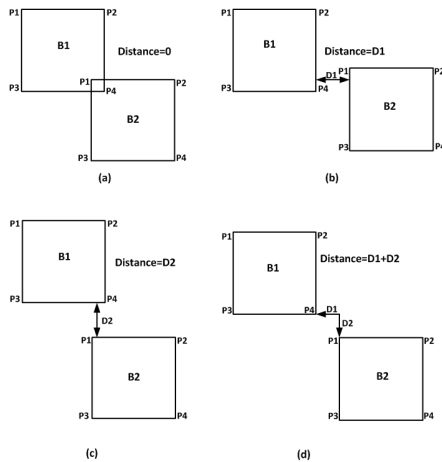 P1 P2
B1
Distance=0
P3 P4
P1 P2
B2
P3 P4
(a)
P1 P2
B1
Distance=D1
P3 P4
D1
P1 P2
B2
P3 P4
(b)
P1 P2
B1
Distance=D2
P3 P4
D2
P1 P2
B2
P3 P4
(c)
P1 P2
B1
Distance=D1+D2
P3 P4
D1
D2
P1 P2
B2
P3 P4
(d)